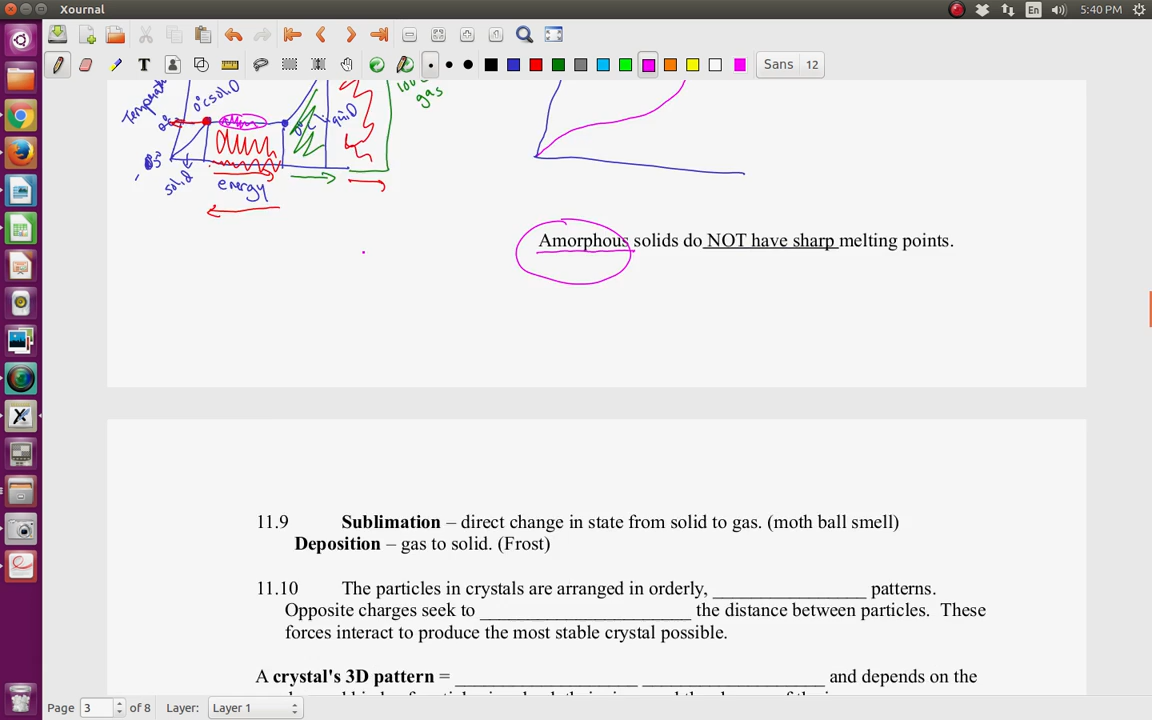 Xournal
En
5:40 PM
T
Sans 12
0°C solid
gas
solid
energy
Amorphous solids do NOT have sharp melting points.
11.9 Sublimation – direct change in state from solid to gas. (moth ball smell)
Deposition – gas to solid. (Frost)
11.10 The particles in crystals are arranged in orderly, ________________ patterns.
Opposite charges seek to ______________________ the distance between particles. These
forces interact to produce the most stable crystal possible.
A crystal's 3D pattern = ___________________ ___________________ and depends on the
Page 3 of 8 Layer: Layer 1